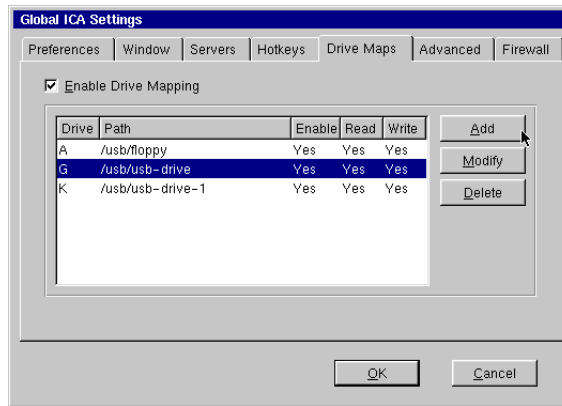 Global ICA Settings
Preferences Window Servers Hotkeys Drive Maps Advanced Firewall
Enable Drive Mapping
Drive Path Enable Read Write
A /usb/floppy Yes Yes Yes
G /usb/usb-drive Yes Yes Yes
K /usb/usb-drive-1 Yes Yes Yes
Add
Modify
Delete
OK Cancel